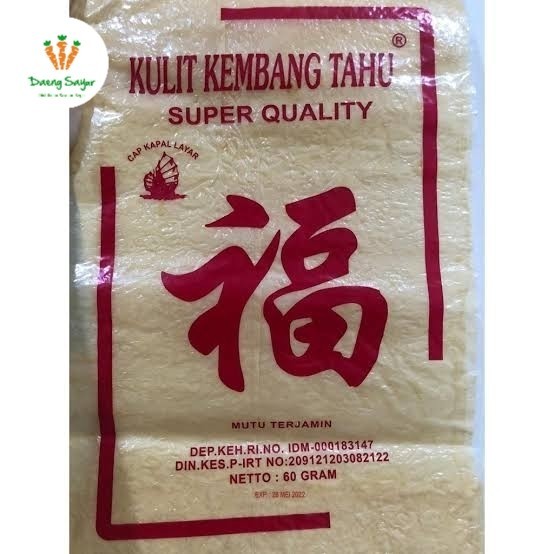 Daeng Sayur
KULIT KEMBANG TAHU ®
SUPER QUALITY
CAP KAPAL LAYAR
福
MUTU TERJAMIN
DEP.KEH.RI.NO. IDM-000183147
DIN.KES.P-IRT NO:209121203082122
NETTO : 60 GRAM
EXP : 28 MEI 2022